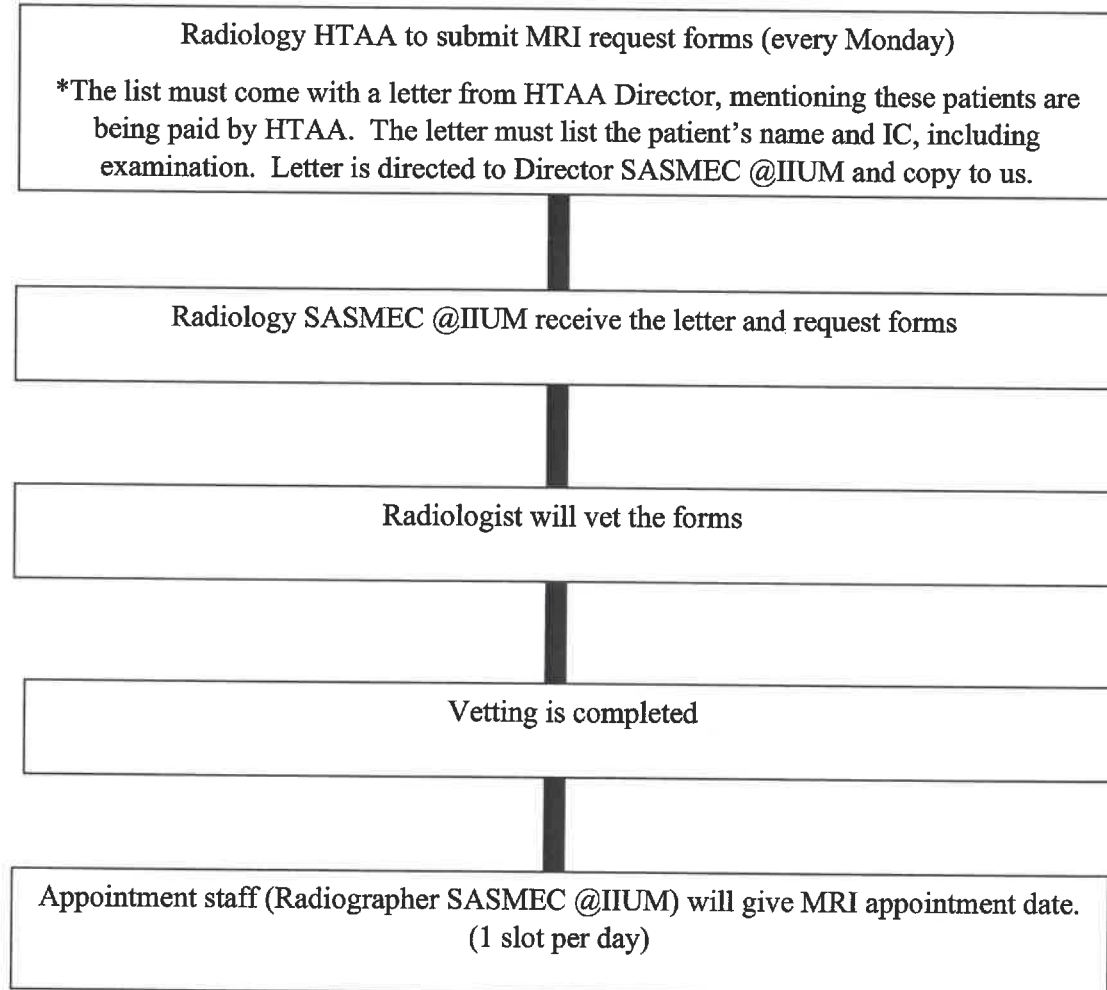 Radiology HTAA to submit MRI request forms (every Monday)
*The list must come with a letter from HTAA Director, mentioning these patients are
being paid by HTAA. The letter must list the patient's name and IC, including
examination. Letter is directed to Director SASMEC @IIUM and copy to us.
Radiology SASMEC @IIUM receive the letter and request forms
Radiologist will vet the forms
Vetting is completed
Appointment staff (Radiographer SASMEC @IIUM) will give MRI appointment date.
(1 slot per day)